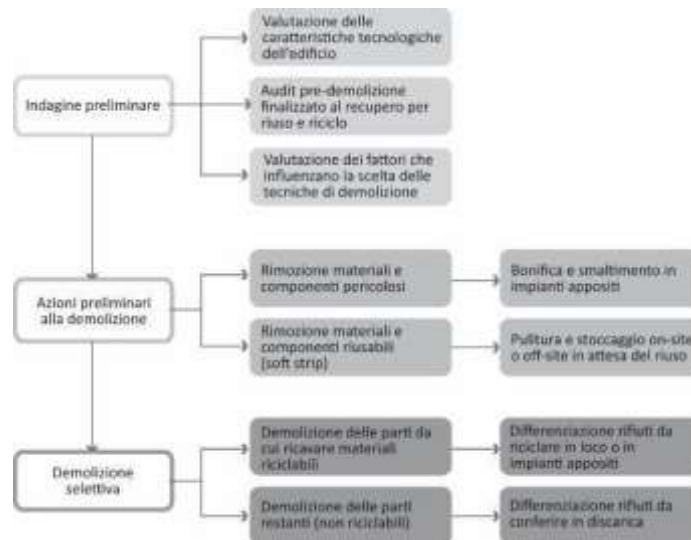 Valutazione delle
caratteristiche tecnologiche
dell'edificio
Indagine preliminare
Audit pre-demolizione
finalizzato al recupero per
riuso e riciclo
Valutazione dei fattori che
influenzano la scelta delle
tecniche di demolizione
Azioni preliminari
alla demolizione
Rimozione materiali e
componenti pericolosi
Bonifica e smaltimento in
impianti appositi
Rimozione materiali e
componenti riusabili
(soft strip)
Pulitura e stoccaggio on-site
o off-site in attesa del riuso
Demolizione
selettiva
Demolizione delle parti da
cui ricavare materiali
riciclabili
Differenziazione rifiuti da
riciclare in loco o in
impianti appositi
Demolizione delle parti
restanti (non riciclabili)
Differenziazione rifiuti da
conferire in discarica